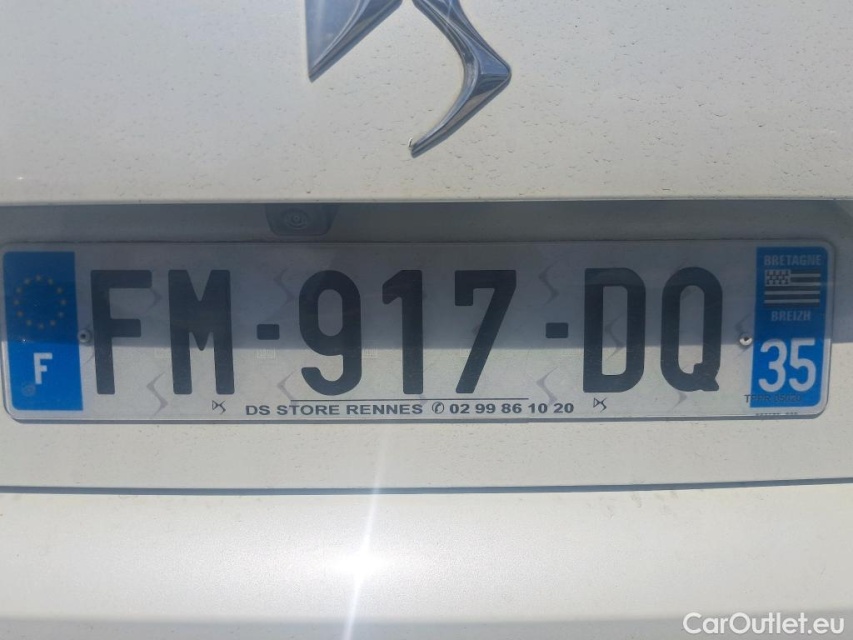 BRETAGNE
F FM-917-DQ BREIZH
35
DS STORE RENNES ✆ 02 99 86 10 20
CarOutlet.eu